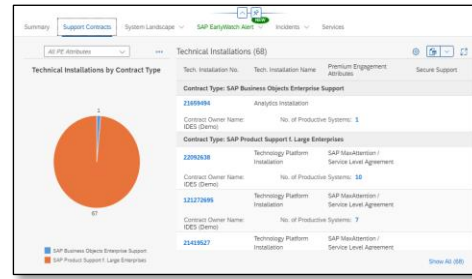 Summary Support Contracts System Landscape SAP EarlyWatch Alert NEW Incidents Services
All PE Attributes
Technical Installations (68)
Technical Installations by Contract Type
Tech. Installation No. Tech. Installation Name Premium Engagement Attributes Secure Support
Contract Type: SAP Business Objects Enterprise Support
21659494 Analytics Installation
Contract Owner Name: IDES (Demo) No. of Productive Systems: 1
Contract Type: SAP Product Support f. Large Enterprises
22092638 Technology Platform Installation SAP MaxAttention / Service Level Agreement
Contract Owner Name: IDES (Demo) No. of Productive Systems: 10
121272695 Technology Platform Installation SAP MaxAttention / Service Level Agreement
Contract Owner Name: IDES (Demo) No. of Productive Systems: 7
21419527 Technology Platform Installation SAP MaxAttention / Service Level Agreement
1
67
SAP Business Objects Enterprise Support
SAP Product Support f. Large Enterprises
Show All (68)